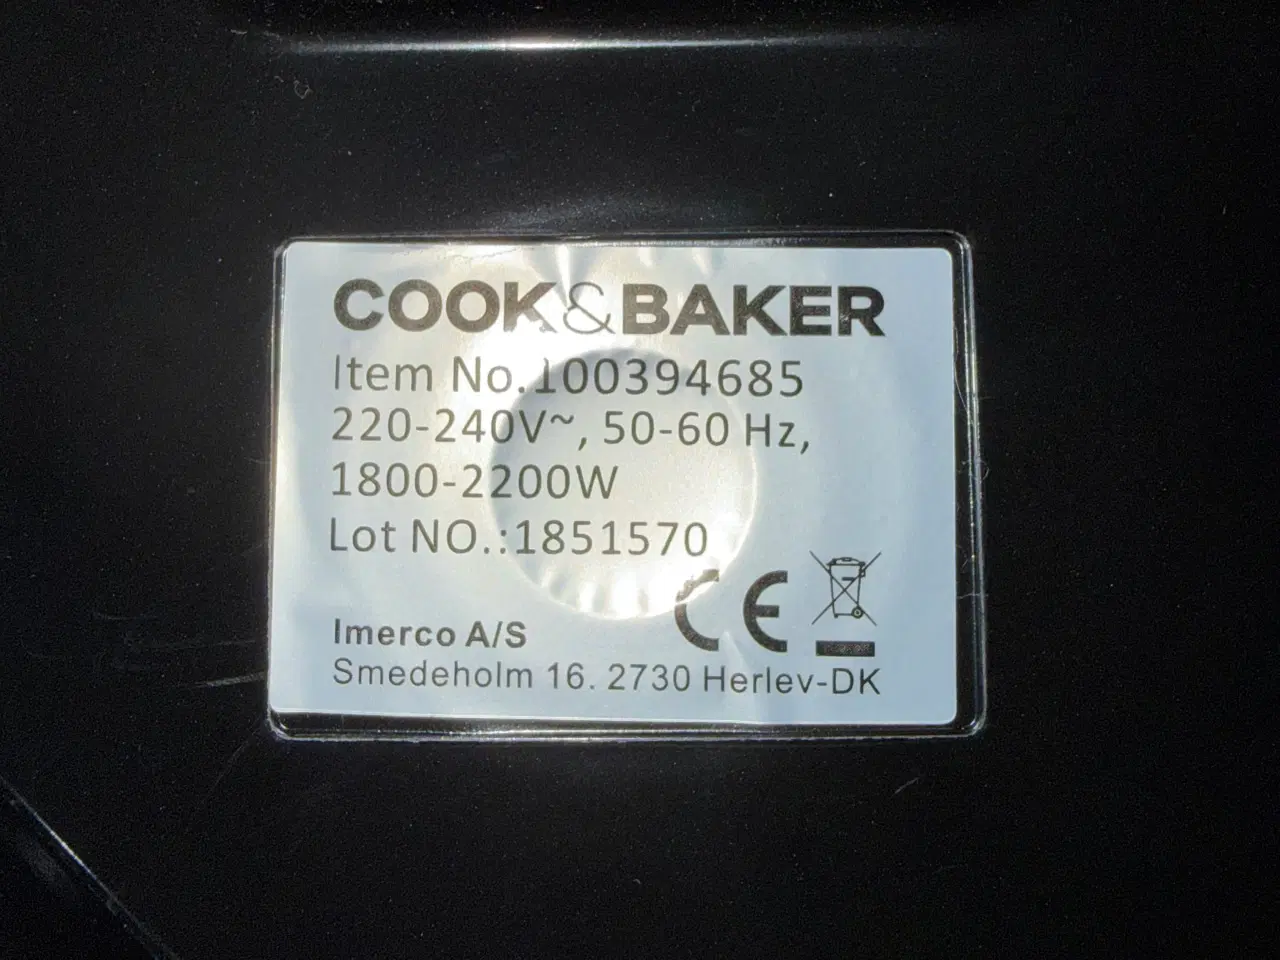 COOK&BAKER
Item No.100394685
220-240V~, 50-60 Hz,
1800-2200W
Lot NO.:1851570
CE
Imerco A/S
Smedeholm 16. 2730 Herlev-DK